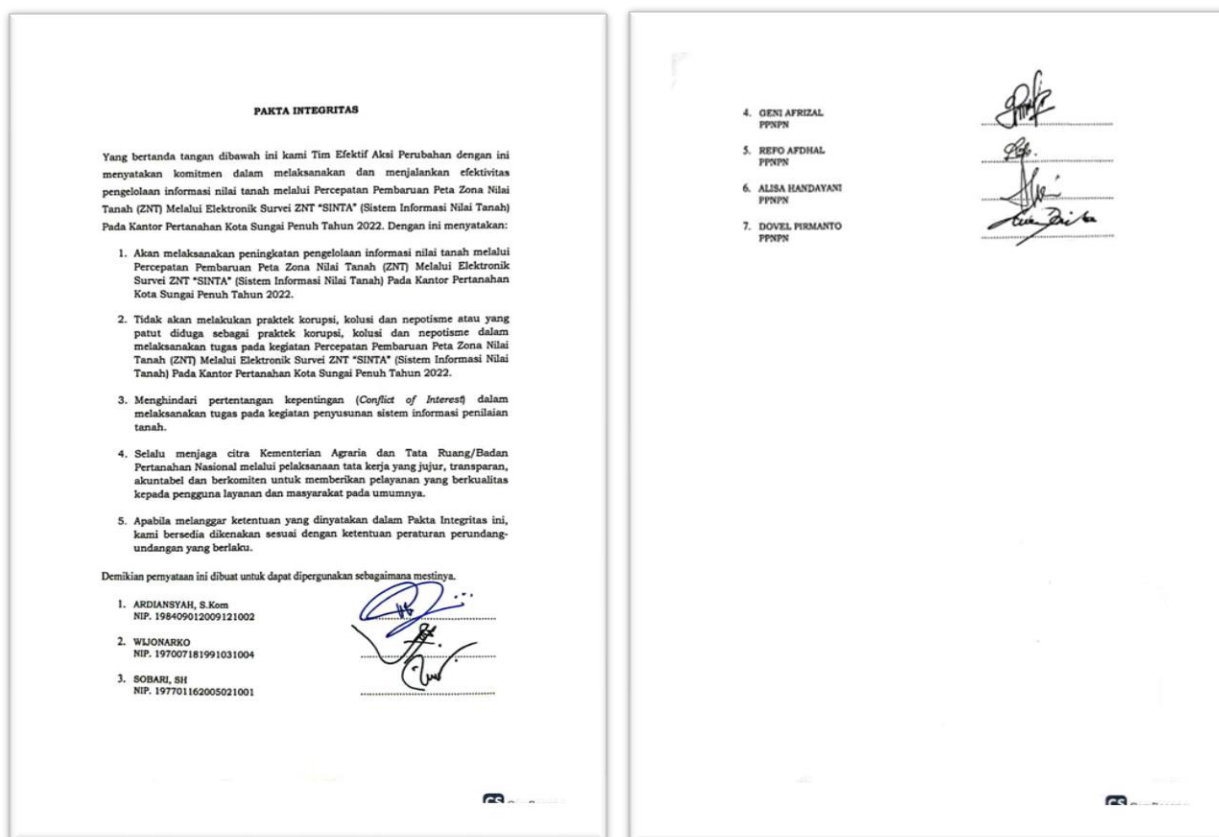 PAKTA INTEGRITAS
Yang bertanda tangan dibawah ini kami Tim Efektif Aksi Perubahan dengan ini
menyatakan komitmen dalam melaksanakan dan menjalankan efektivitas
pengelolaan informasi nilai tanah melalui Percepatan Pembaruan Peta Zona Nilai
Tanah (ZNT) Melalui Elektronik Survei ZNT "SINTA" (Sistem Informasi Nilai Tanah)
Pada Kantor Pertanahan Kota Sungai Penuh Tahun 2022. Dengan ini menyatakan:
1. Akan melaksanakan peningkatan pengelolaan informasi nilai tanah melalui
Percepatan Pembaruan Peta Zona Nilai Tanah (ZNT) Melalui Elektronik
Survei ZNT "SINTA" (Sistem Informasi Nilai Tanah) Pada Kantor Pertanahan
Kota Sungai Penuh Tahun 2022.
2. Tidak akan melakukan praktek korupsi, kolusi dan nepotisme atau yang
patut diduga sebagai praktek korupsi, kolusi dan nepotisme dalam
melaksanakan tugas pada kegiatan Percepatan Pembaruan Peta Zona Nilai
Tanah (ZNT) Melalui Elektronik Survei ZNT "SINTA" (Sistem Informasi Nilai
Tanah) Pada Kantor Pertanahan Kota Sungai Penuh Tahun 2022.
3. Menghindari pertentangan kepentingan (Conflict of Interest) dalam
melaksanakan tugas pada kegiatan penyusunan sistem informasi penilaian
tanah.
4. Selalu menjaga citra Kementerian Agraria dan Tata Ruang/Badan
Pertanahan Nasional melalui pelaksanaan tata kerja yang jujur, transparan,
akuntabel dan berkomiten untuk memberikan pelayanan yang berkualitas
kepada pengguna layanan dan masyarakat pada umumnya.
5. Apabila melanggar ketentuan yang dinyatakan dalam Pakta Integritas ini,
kami bersedia dikenakan sesuai dengan ketentuan peraturan perundang-
undangan yang berlaku.
Demikian pernyataan ini dibuat untuk dapat dipergunakan sebagaimana mestinya.
1. ARDIANSYAH, S.Kom
NIP. 198409012009121002
2. WIJONARKO
NIP. 197007181991031004
3. SOBARI, SH
NIP. 197701162005021001
CS
4. GENI AFRIZAL
PPNPN
5. REFO AFDHAL
PPNPN
6. ALISA HANDAYANI
PPNPN
7. DOVEL PIRMANTO
PPNPN
CS